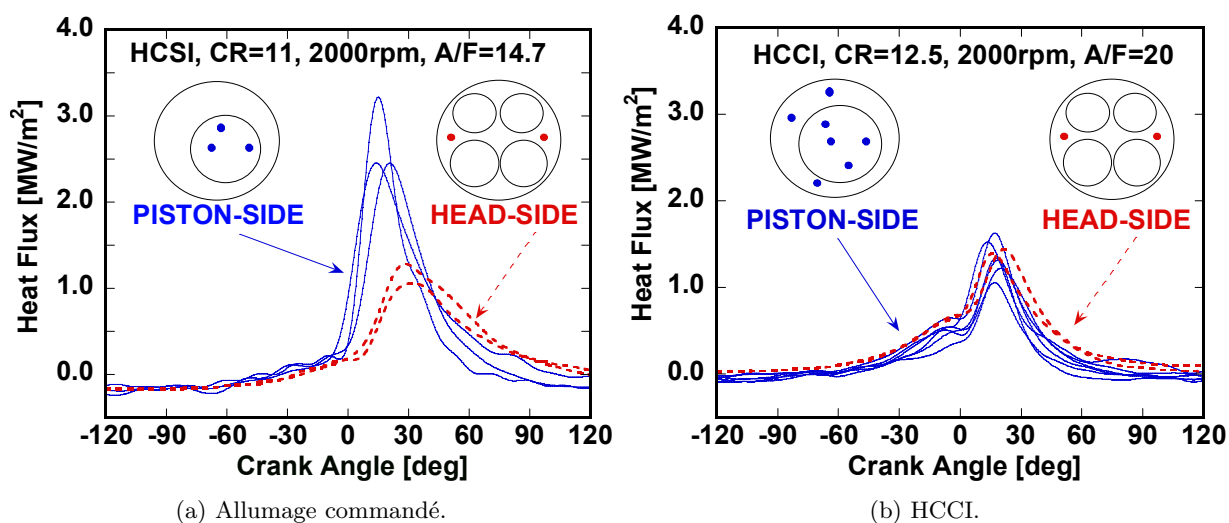 HCSI, CR=11, 2000rpm, A/F=14.7
PISTON-SIDE
HEAD-SIDE
Heat Flux [MW/m²]
4.0
3.0
2.0
1.0
0.0
-120 -90 -60 -30 0 30 60 90 120
Crank Angle [deg]
(a) Allumage commandé.
HCCI, CR=12.5, 2000rpm, A/F=20
PISTON-SIDE
HEAD-SIDE
Heat Flux [MW/m²]
4.0
3.0
2.0
1.0
0.0
-120 -90 -60 -30 0 30 60 90 120
Crank Angle [deg]
(b) HCCI.